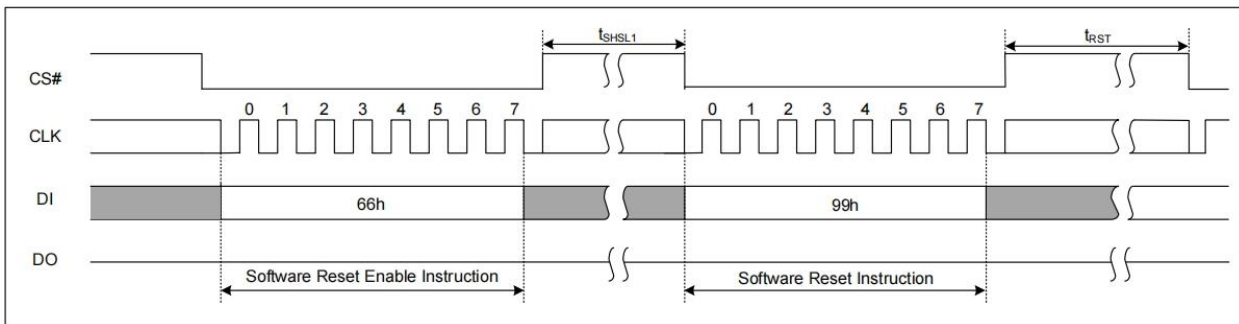 tSHSL1 tRST
CS#
0 1 2 3 4 5 6 7 0 1 2 3 4 5 6 7
CLK
DI 66h 99h
DO
Software Reset Enable Instruction Software Reset Instruction